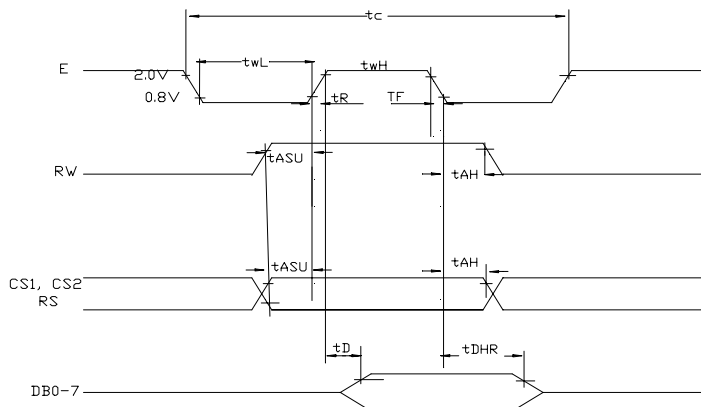 tc
E
twL
twH
2.0V
0.8V
tR
TF
tASU
RW
tAH
tASU
tAH
CS1, CS2
RS
tD
tDHR
DB0-7